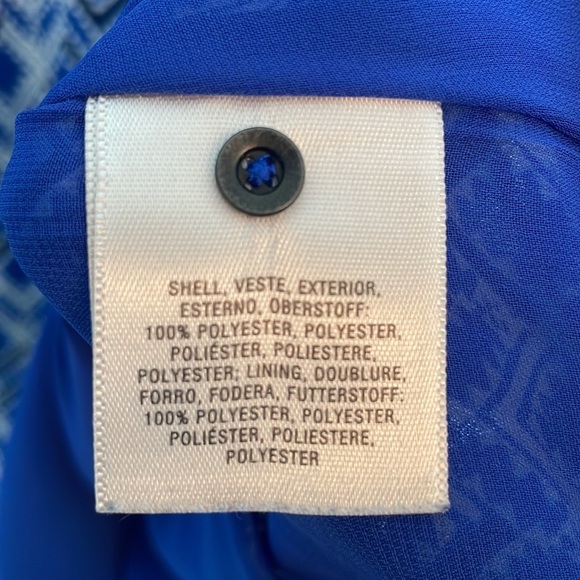 SHELL, VESTE, EXTERIOR,
ESTERNO, OBERSTOFF:
100% POLYESTER, POLYESTER,
POLIÉSTER, POLIESTERE,
POLYESTER; LINING, DOUBLURE,
FORRO, FODERA, FUTTERSTOFF:
100% POLYESTER, POLYESTER,
POLIÉSTER, POLIESTERE,
POLYESTER